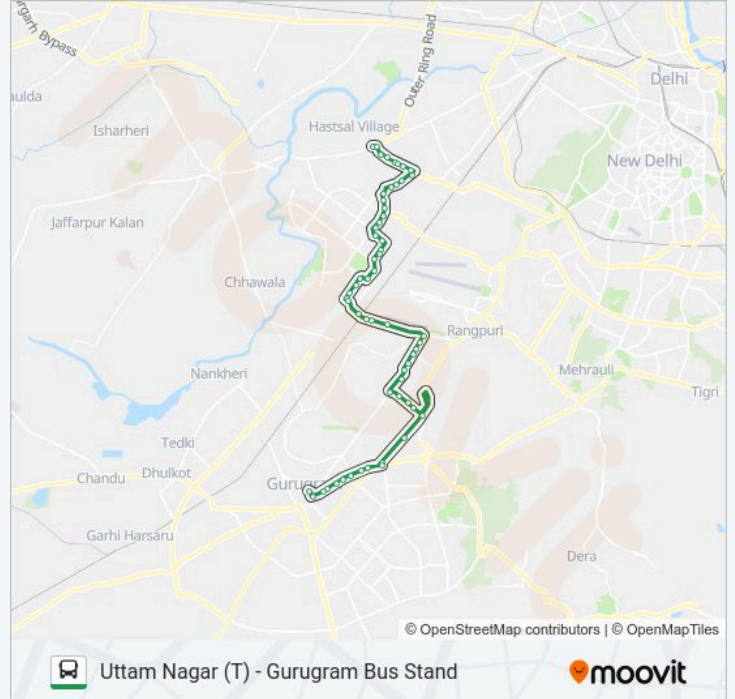 rgarh Bypass
Outer Ring Road
Delhi
aulda
Isharheri
Hastsal Village
New Delhi
Jaffarpur Kalan
Chhawala
Rangpuri
Nankheri
Mehrauli
Tigri
Tedki
Chandu
Dhulkot
Gurugra
Garhi Harsaru
Dera
© OpenStreetMap contributors | © OpenMapTiles
Uttam Nagar (T) - Gurugram Bus Stand
moovit